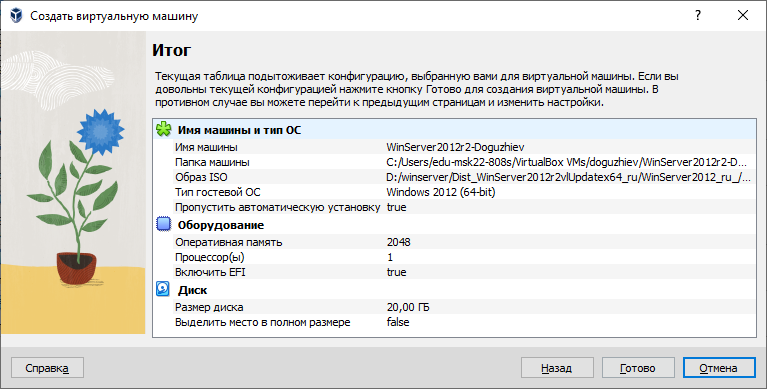 Создать виртуальную машину
Итог
Текущая таблица подытоживает конфигурацию, выбранную вами для виртуальной машины. Если вы
довольны текущей конфигурацией нажмите кнопку Готово для создания виртуальной машины. В
противном случае вы можете перейти к предыдущим страницам и изменить настройки.
Имя машины и тип ОС
Имя машины WinServer2012r2-Doguzhiev
Папка машины C:/Users/edu-msk22-808s/VirtualBox VMs/doguzhiev/WinServer2012r2-D...
Образ ISO D:/winserver/Dist_WinServer2012r2vlUpdatex64_ru/WinServer2012_ru_/...
Тип гостевой ОС Windows 2012 (64-bit)
Пропустить автоматическую установку true
Оборудование
Оперативная память 2048
Процессор(ы) 1
Включить EFI true
Диск
Размер диска 20,00 ГБ
Выделить место в полном размере false
Справка Назад Готово Отмена